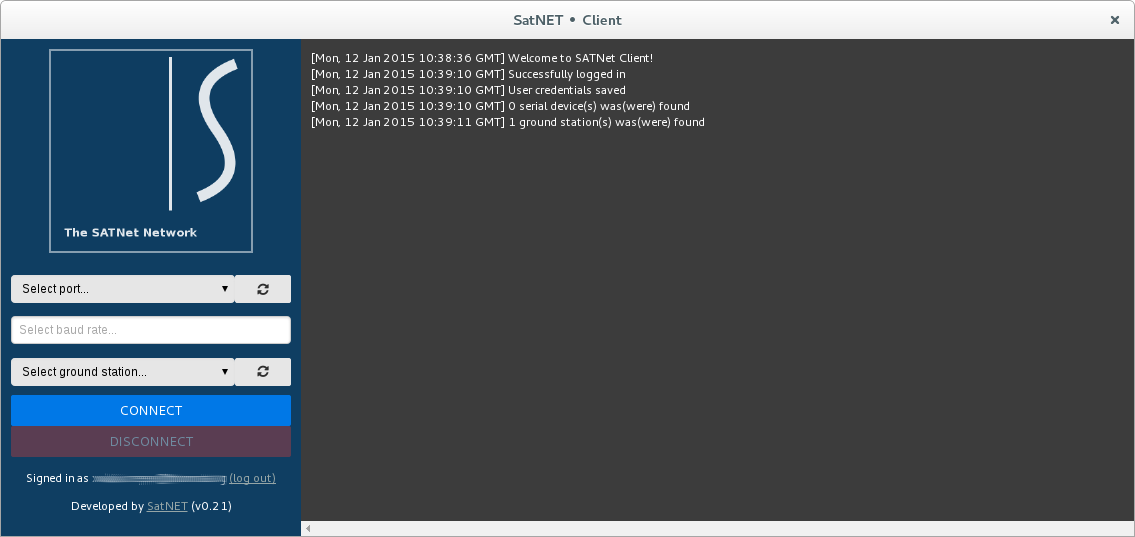 SatNET • Client
The SATNet Network
Select port...
Select baud rate...
Select ground station...
CONNECT
DISCONNECT
Signed in as (log out)
Developed by SatNET (v0.21)
[Mon, 12 Jan 2015 10:38:36 GMT] Welcome to SATNet Client!
[Mon, 12 Jan 2015 10:39:10 GMT] Successfully logged in
[Mon, 12 Jan 2015 10:39:10 GMT] User credentials saved
[Mon, 12 Jan 2015 10:39:10 GMT] 0 serial device(s) was(were) found
[Mon, 12 Jan 2015 10:39:11 GMT] 1 ground station(s) was(were) found